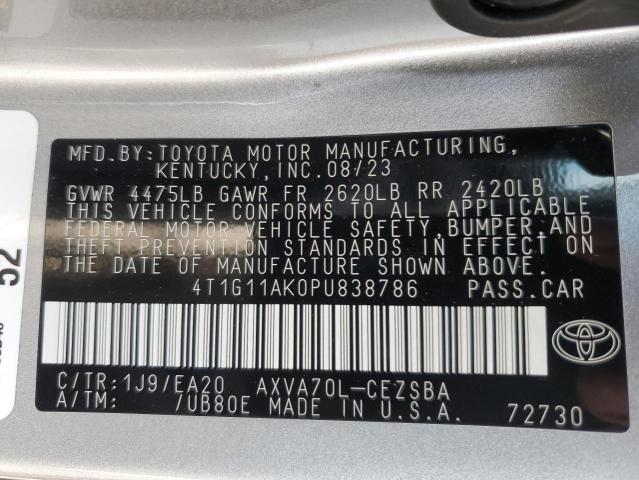 MFD.BY:TOYOTA MOTOR MANUFACTURING,
KENTUCKY,INC.08/23
GVWR 4475LB GAWR FR 2620LB RR 2420LB
THIS VEHICLE CONFORMS TO ALL APPLICABLE
FEDERAL MOTOR VEHICLE SAFETY,BUMPER,AND
THEFT PREVENTION STANDARDS IN EFFECT ON
THE DATE OF MANUFACTURE SHOWN ABOVE.
4T1G11AK0PU838786 PASS.CAR
C/TR:1J9/EA20 AXVA70L-CEZSBA
A/TM: 7UB80E MADE IN U.S.A. 72730
52